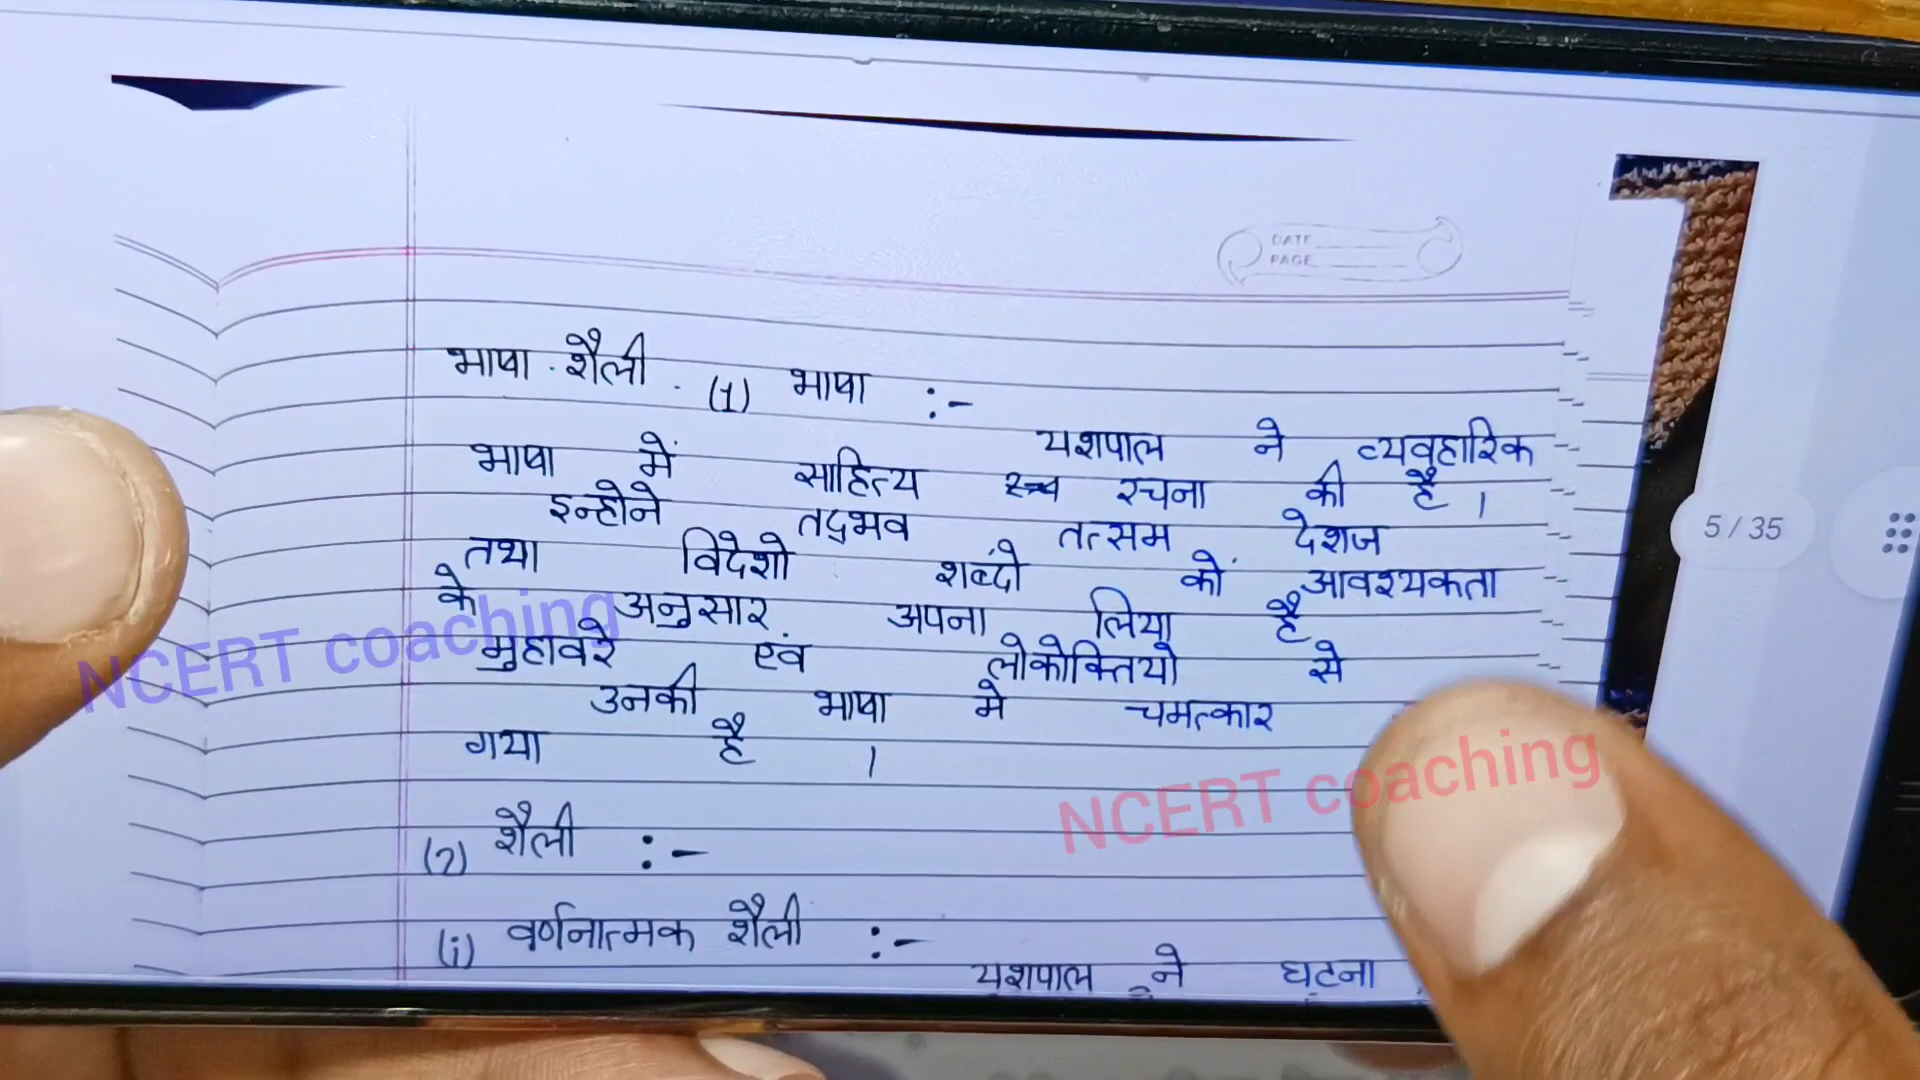 DATE
PAGE
भाषा शैली . (1) भाषा :-
यशपाल ने व्यवहारिक
भाषा में साहित्य रचना की है ।
इन्होने तद्भव तत्सम देशज
तथा विदेशो शब्दो को आवश्यकता
के अनुसार अपना लिया है
मुहावरे एवं लोकोक्तियो से
उनकी भाषा मे चमत्कार
गया है ।
(2) शैली :-
(i) वर्णनात्मक शैली :-
यशपाल ने घटना
5 / 35
NCERT coaching
NCERT coaching